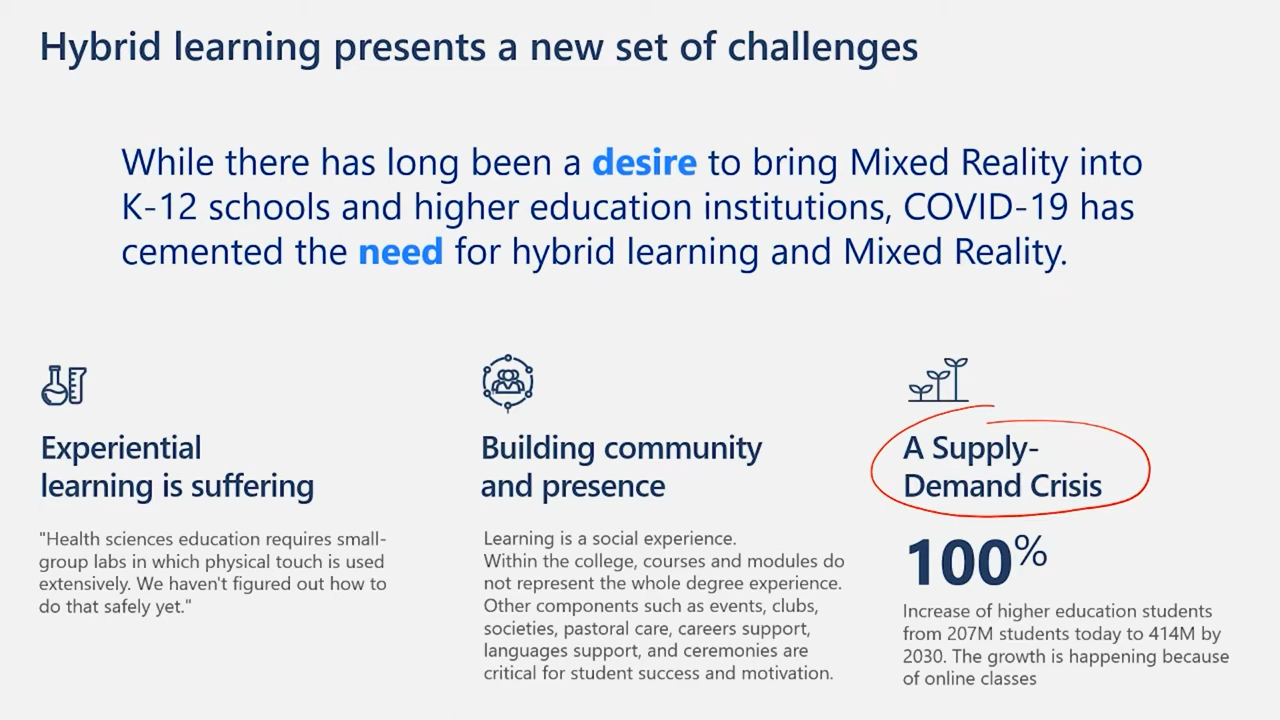 Hybrid learning presents a new set of challenges
While there has long been a desire to bring Mixed Reality into
K-12 schools and higher education institutions, COVID-19 has
cemented the need for hybrid learning and Mixed Reality.
Experiential
learning is suffering
"Health sciences education requires small-
group labs in which physical touch is used
extensively. We haven't figured out how to
do that safely yet."
Building community
and presence
Learning is a social experience.
Within the college, courses and modules do
not represent the whole degree experience.
Other components such as events, clubs,
societies, pastoral care, careers support,
languages support, and ceremonies are
critical for student success and motivation.
A Supply-
Demand Crisis
100%
Increase of higher education students
from 207M students today to 414M by
2030. The growth is happening because
of online classes